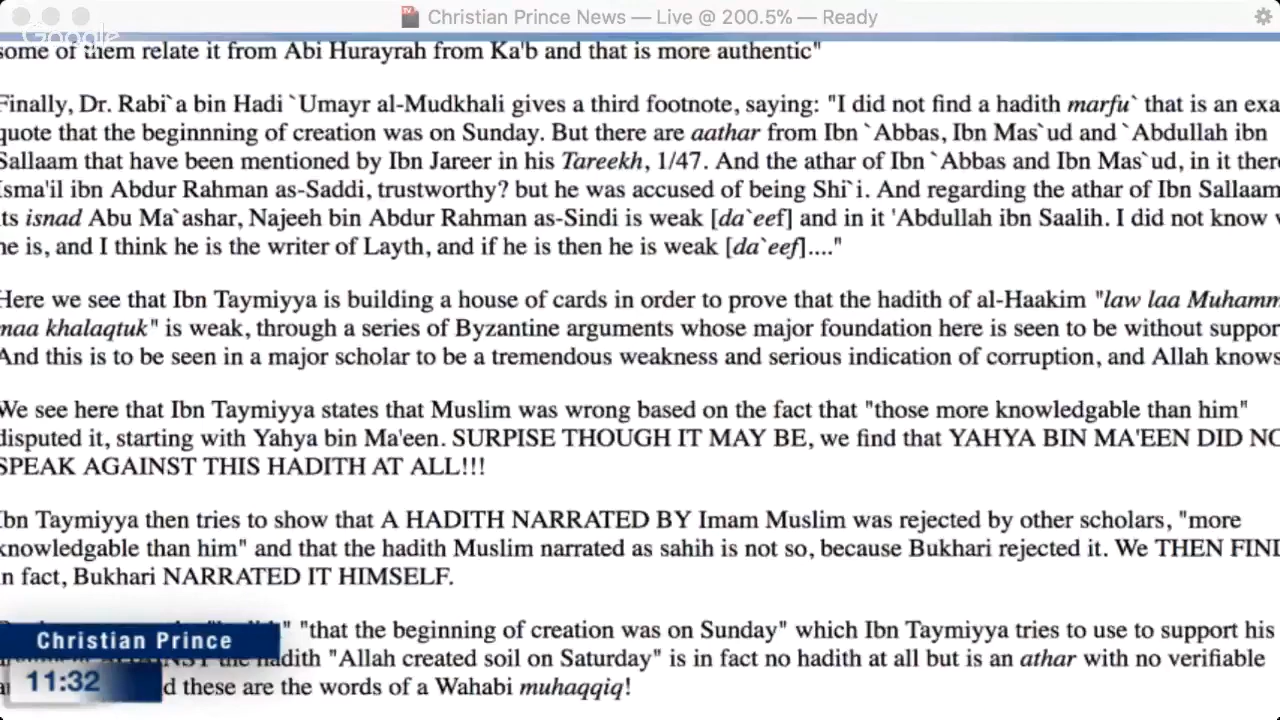 Christian Prince News — Live @ 200.5% — Ready
Google
some of them relate it from Abi Hurayrah from Ka'b and that is more authentic"
Finally, Dr. Rabi`a bin Hadi `Umayr al-Mudkhali gives a third footnote, saying: "I did not find a hadith marfu` that is an exa
quote that the beginnning of creation was on Sunday. But there are aathar from Ibn `Abbas, Ibn Mas`ud and `Abdullah ibn
Sallaam that have been mentioned by Ibn Jareer in his Tareekh, 1/47. And the athar of Ibn `Abbas and Ibn Mas`ud, in it ther
Isma'il ibn Abdur Rahman as-Saddi, trustworthy? but he was accused of being Shi`i. And regarding the athar of Ibn Sallaam
its isnad Abu Ma`ashar, Najeeh bin Abdur Rahman as-Sindi is weak [da`eef] and in it 'Abdullah ibn Saalih. I did not know
he is, and I think he is the writer of Layth, and if he is then he is weak [da`eef]...."
Here we see that Ibn Taymiyya is building a house of cards in order to prove that the hadith of al-Haakim "law laa Muhamm
maa khalaqtuk" is weak, through a series of Byzantine arguments whose major foundation here is seen to be without suppor
And this is to be seen in a major scholar to be a tremendous weakness and serious indication of corruption, and Allah knows
We see here that Ibn Taymiyya states that Muslim was wrong based on the fact that "those more knowledgable than him"
disputed it, starting with Yahya bin Ma'een. SURPISE THOUGH IT MAY BE, we find that YAHYA BIN MA'EEN DID NO
SPEAK AGAINST THIS HADITH AT ALL!!!
Ibn Taymiyya then tries to show that A HADITH NARRATED BY Imam Muslim was rejected by other scholars, "more
knowledgable than him" and that the hadith Muslim narrated as sahih is not so, because Bukhari rejected it. We THEN FIND
in fact, Bukhari NARRATED IT HIMSELF.
"that the beginning of creation was on Sunday" which Ibn Taymiyya tries to use to support his
the hadith "Allah created soil on Saturday" is in fact no hadith at all but is an athar with no verifiable
d these are the words of a Wahabi muhaqqiq!
Christian Prince
11:32